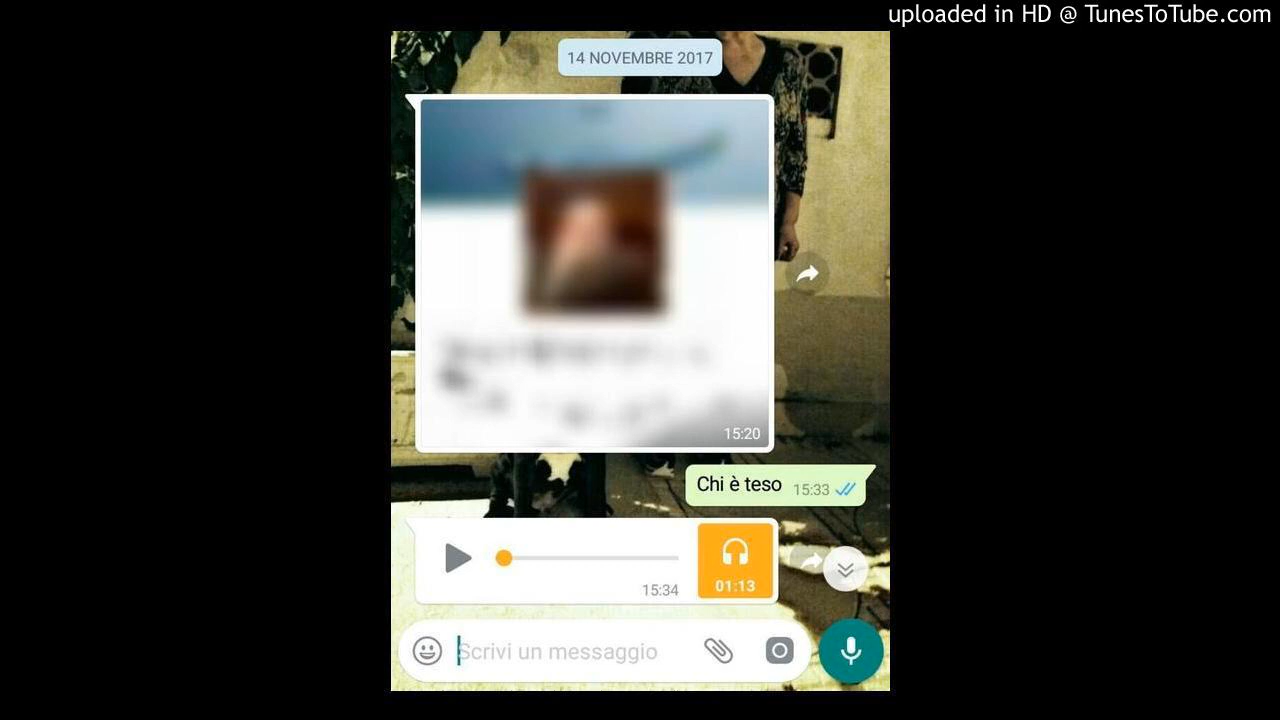 uploaded in HD @ TunesToTube.com
14 NOVEMBRE 2017
15:20
Chi è teso 15:33
15:34
01:13
Scrivi un messaggio